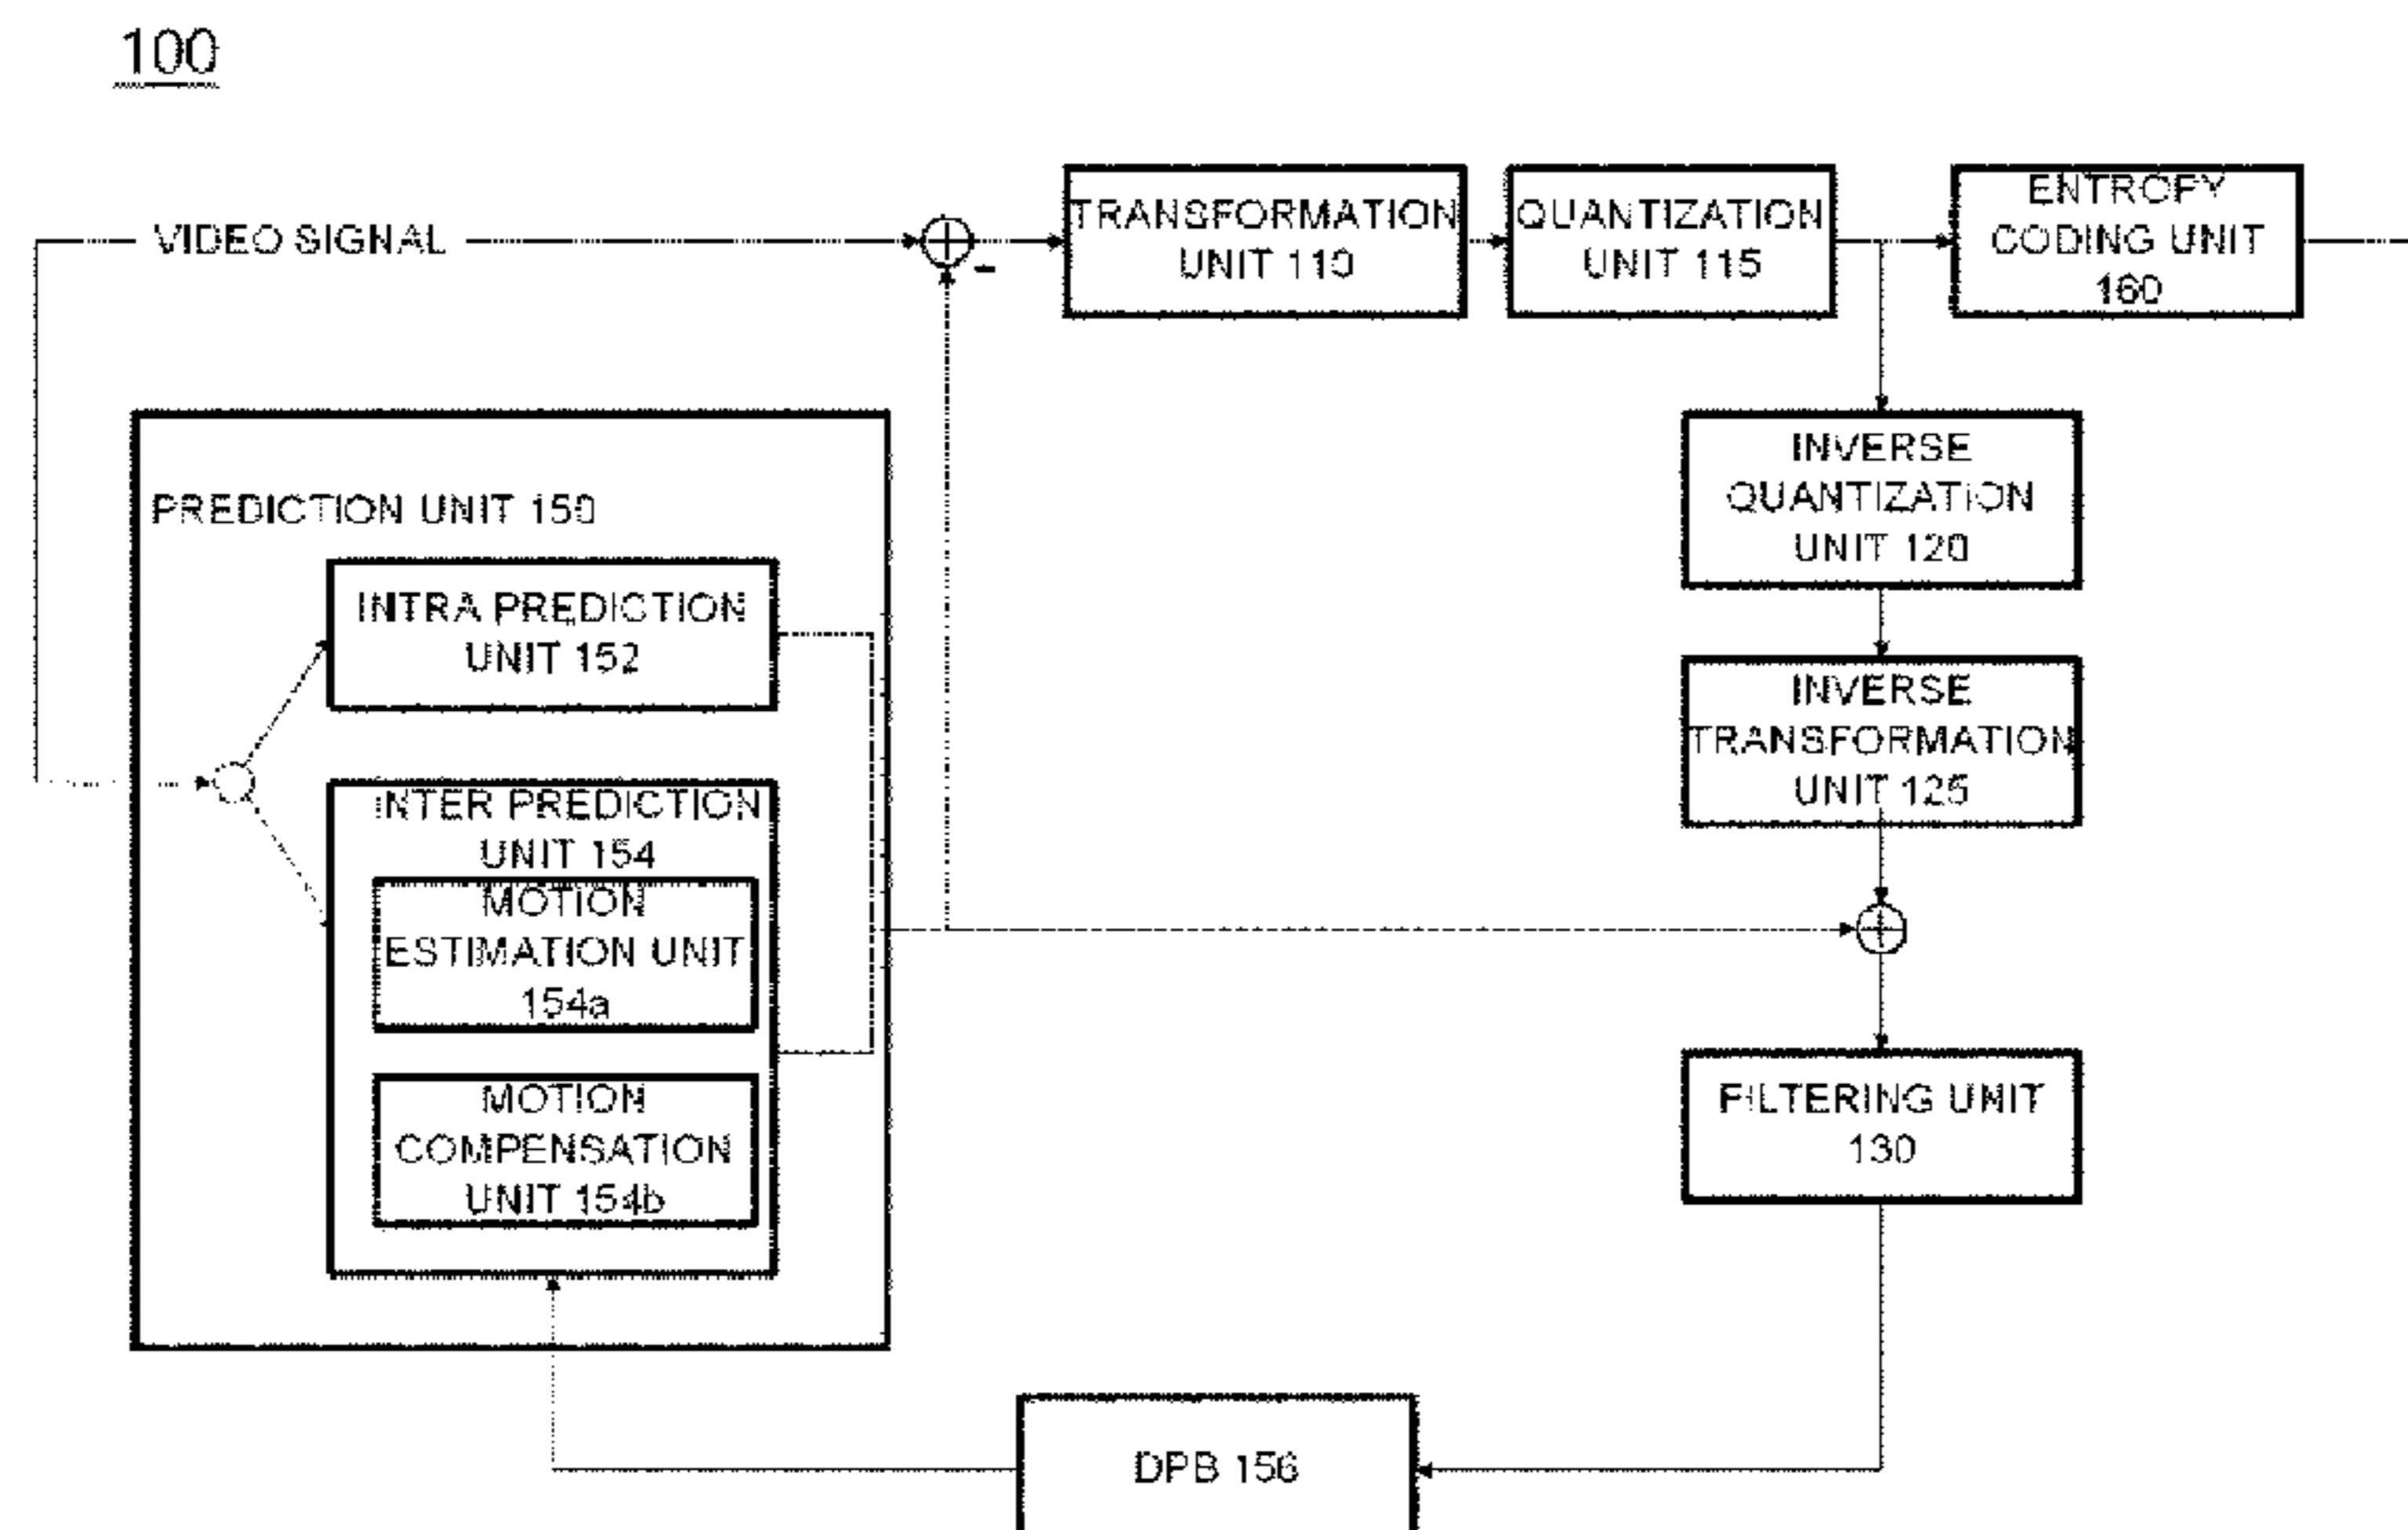 100
VIDEO SIGNAL
-
TRANSFORMATION
UNIT 110
QUANTIZATION
UNIT 115
ENTROPY
CODING UNIT
160
PREDICTION UNIT 150
INTRA PREDICTION
UNIT 152
INTER PREDICTION
UNIT 154
MOTION
ESTIMATION UNIT
154a
MOTION
COMPENSATION
UNIT 154b
INVERSE
QUANTIZATION
UNIT 120
INVERSE
TRANSFORMATION
UNIT 125
FILTERING UNIT
130
DPB 156